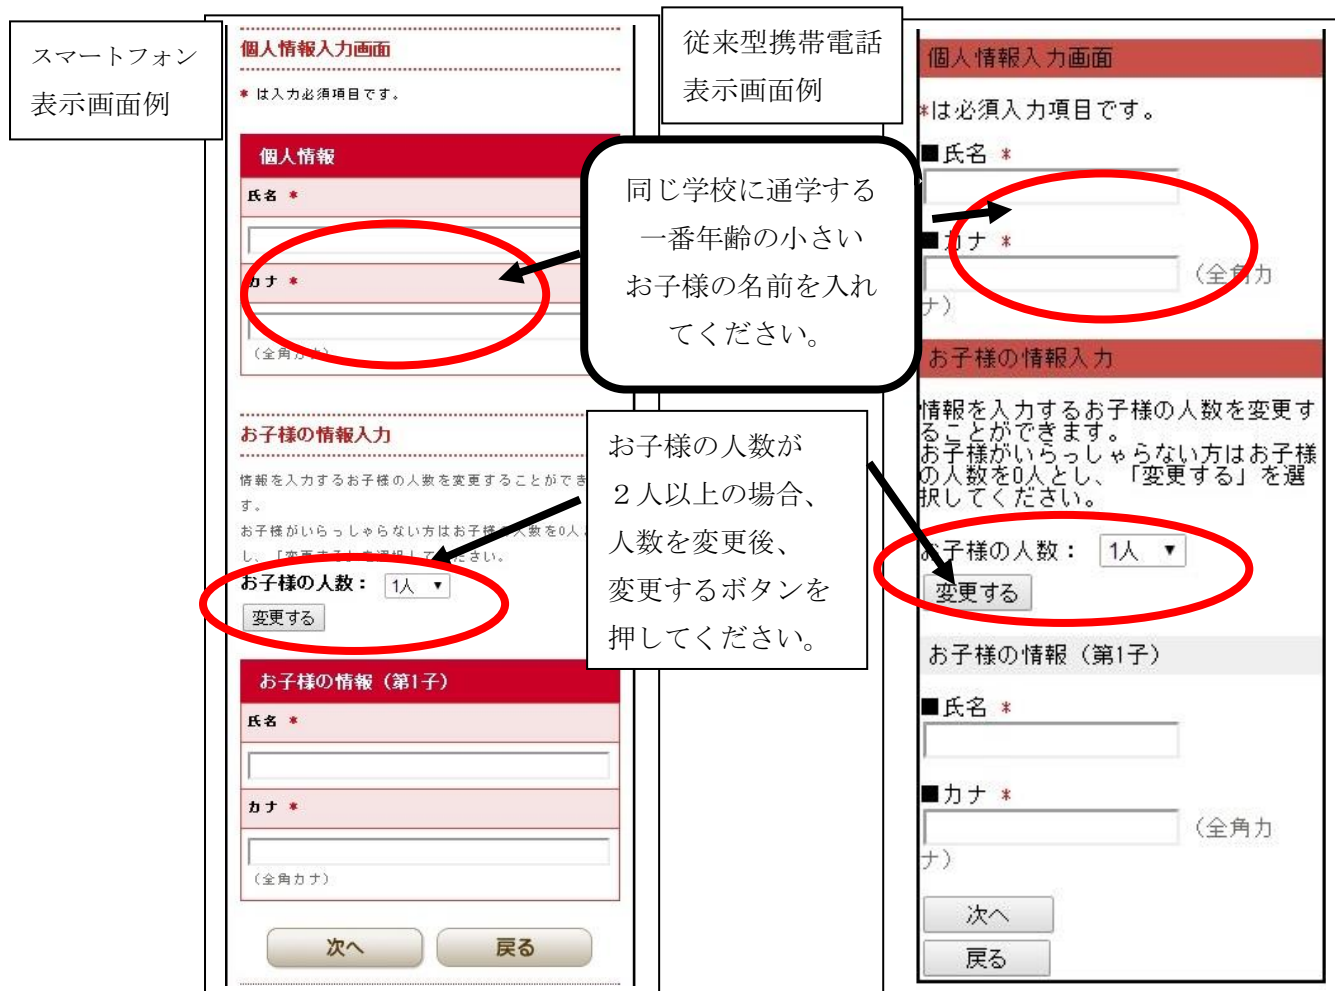 スマートフォン
表示画面例
個人情報入力画面
* は入力必須項目です。
個人情報
氏名 *
カナ *
(全角カナ)
お子様の情報入力
情報を入力するお子様の人数を変更することができ
す。
お子様がいらっしゃらない方はお子様の人数を0人
し、「変更する」を選択してください。
お子様の人数： 1人 ▼
変更する
お子様の情報（第1子）
氏名 *
カナ *
(全角カナ)
次へ 戻る
同じ学校に通学する
一番年齢の小さい
お子様の名前を入れ
てください。
お子様の人数が
２人以上の場合、
人数を変更後、
変更するボタンを
押してください。
従来型携帯電話
表示画面例
個人情報入力画面
*は必須入力項目です。
■氏名 *
■カナ *
（全角カ
ナ）
お子様の情報入力
情報を入力するお子様の人数を変更す
ることができます。
お子様がいらっしゃらない方はお子様
の人数を0人とし、「変更する」を選
択してください。
お子様の人数： 1人 ▼
変更する
お子様の情報（第1子）
■氏名 *
■カナ *
（全角カ
ナ）
次へ
戻る